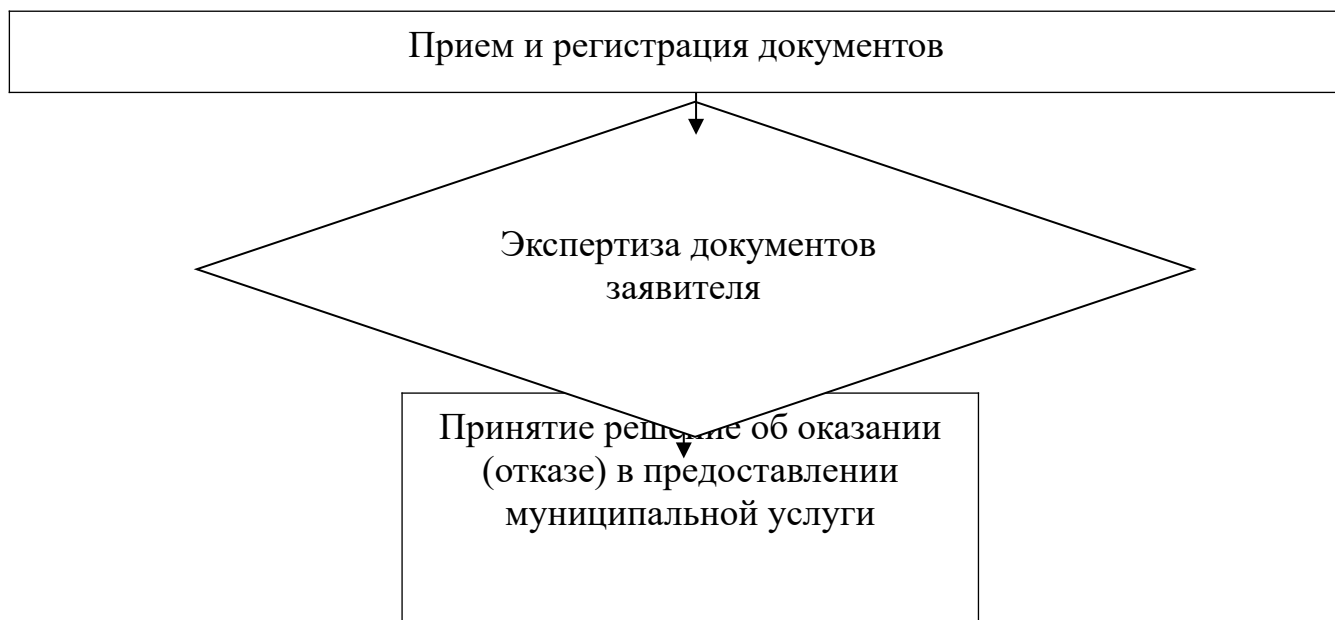 Прием и регистрация документов
Экспертиза документов
заявителя
Принятие решение об оказании
(отказе) в предоставлении
муниципальной услуги